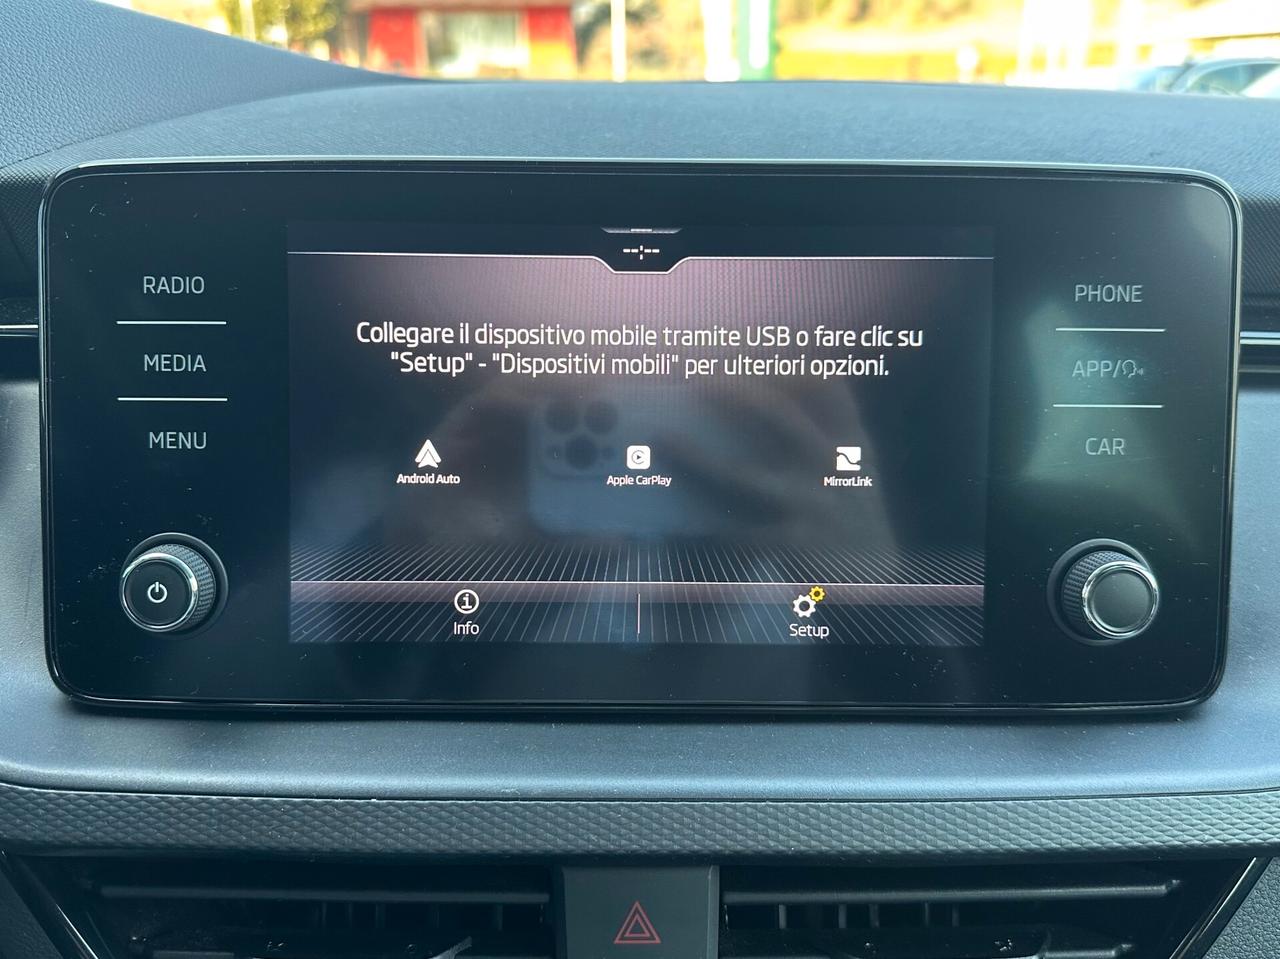 --:--
RADIO
MEDIA
MENU
Collegare il dispositivo mobile tramite USB o fare clic su
"Setup" - "Dispositivi mobili" per ulteriori opzioni.
Android Auto
Apple CarPlay
MirrorLink
Info
Setup
PHONE
APP/
CAR